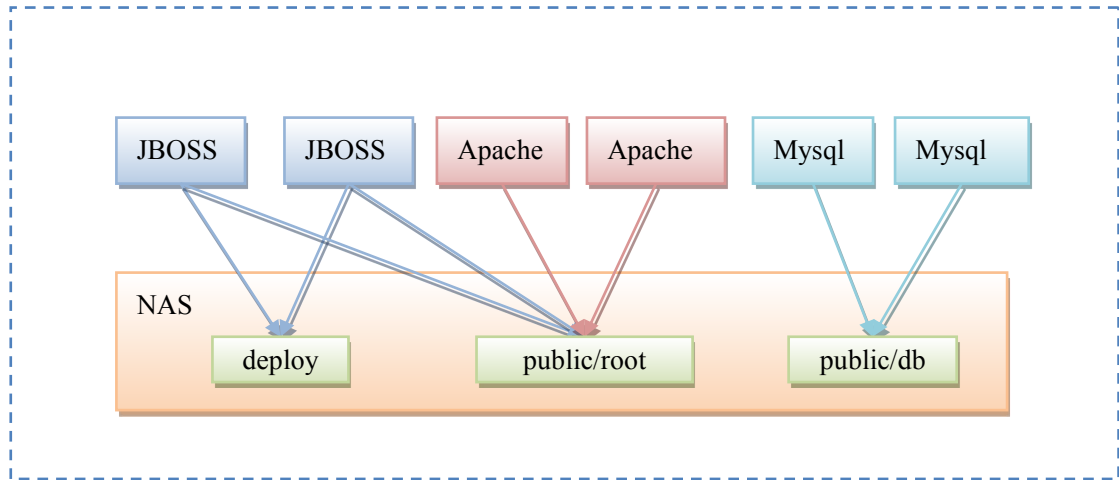 JBOSS
JBOSS
Apache
Apache
Mysql
Mysql
NAS
deploy
public/root
public/db